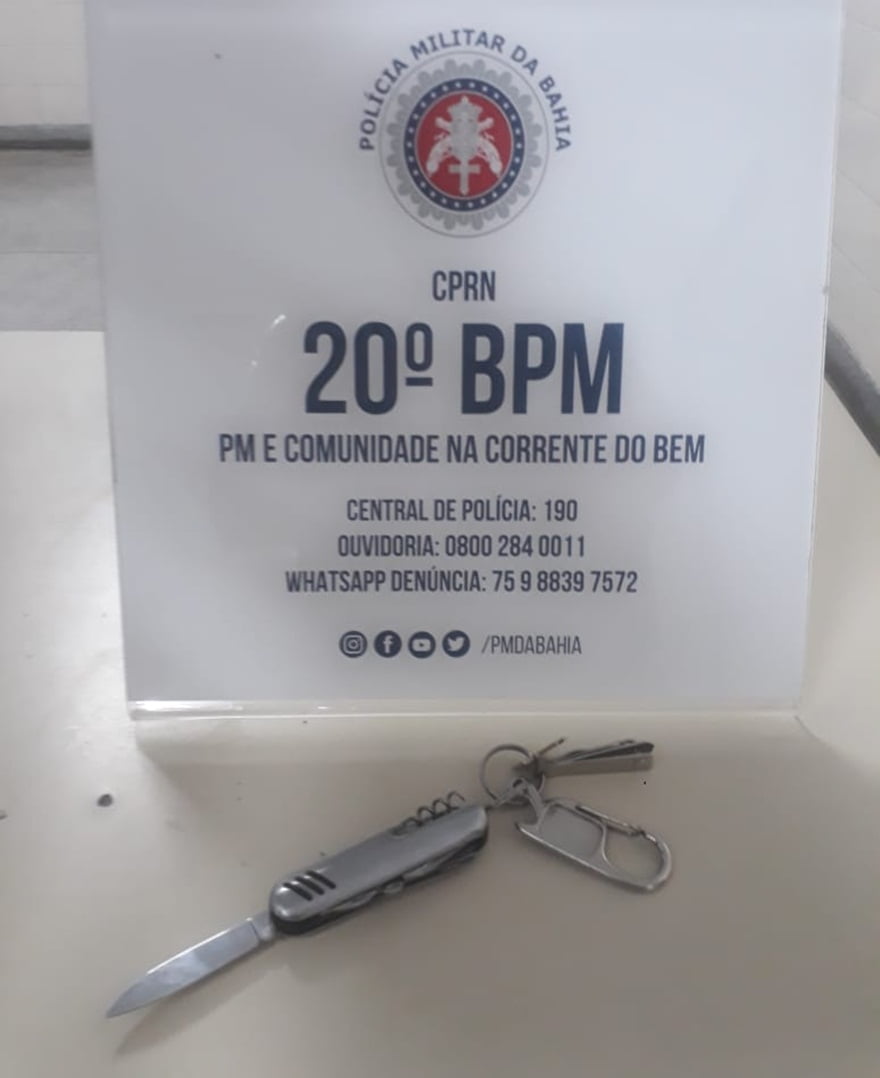 POLÍCIA MILITAR DA BAHIA
CPRN
20º BPM
PM E COMUNIDADE NA CORRENTE DO BEM
CENTRAL DE POLÍCIA: 190
OUVIDORIA: 0800 284 0011
WHATSAPP DENÚNCIA: 75 9 8839 7572
/PMDABAHIA